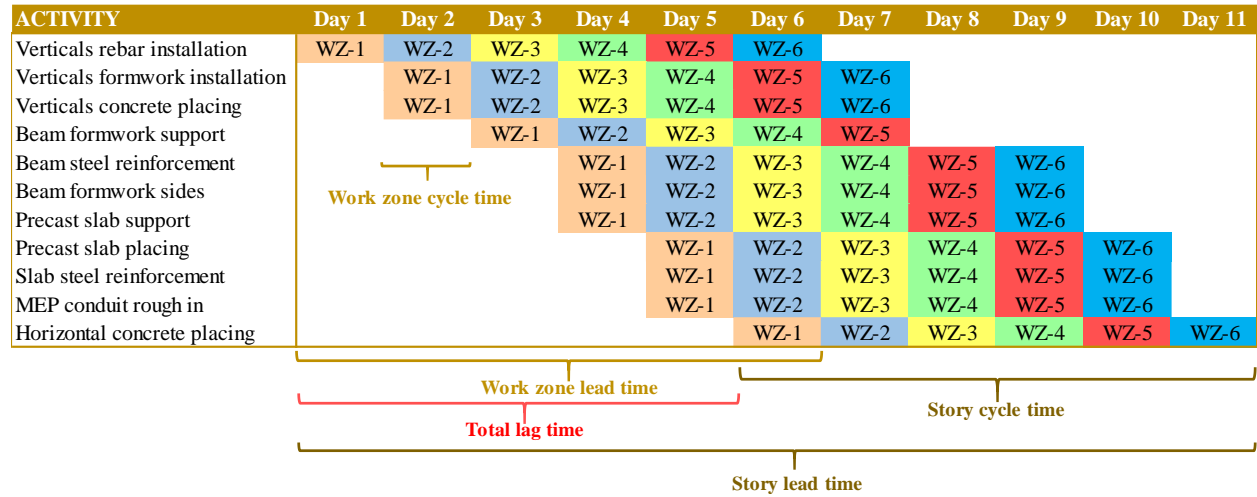 ACTIVITY Day 1 Day 2 Day 3 Day 4 Day 5 Day 6 Day 7 Day 8 Day 9 Day 10 Day 11
Verticals rebar installation WZ-1 WZ-2 WZ-3 WZ-4 WZ-5 WZ-6
Verticals formwork installation WZ-1 WZ-2 WZ-3 WZ-4 WZ-5 WZ-6
Verticals concrete placing WZ-1 WZ-2 WZ-3 WZ-4 WZ-5 WZ-6
Beam formwork support WZ-1 WZ-2 WZ-3 WZ-4 WZ-5
Beam steel reinforcement WZ-1 WZ-2 WZ-3 WZ-4 WZ-5 WZ-6
Beam formwork sides WZ-1 WZ-2 WZ-3 WZ-4 WZ-5 WZ-6
Precast slab support WZ-1 WZ-2 WZ-3 WZ-4 WZ-5 WZ-6
Precast slab placing WZ-1 WZ-2 WZ-3 WZ-4 WZ-5 WZ-6
Slab steel reinforcement WZ-1 WZ-2 WZ-3 WZ-4 WZ-5 WZ-6
MEP conduit rough in WZ-1 WZ-2 WZ-3 WZ-4 WZ-5 WZ-6
Horizontal concrete placing WZ-1 WZ-2 WZ-3 WZ-4 WZ-5 WZ-6
Work zone cycle time
Work zone lead time
Story cycle time
Total lag time
Story lead time